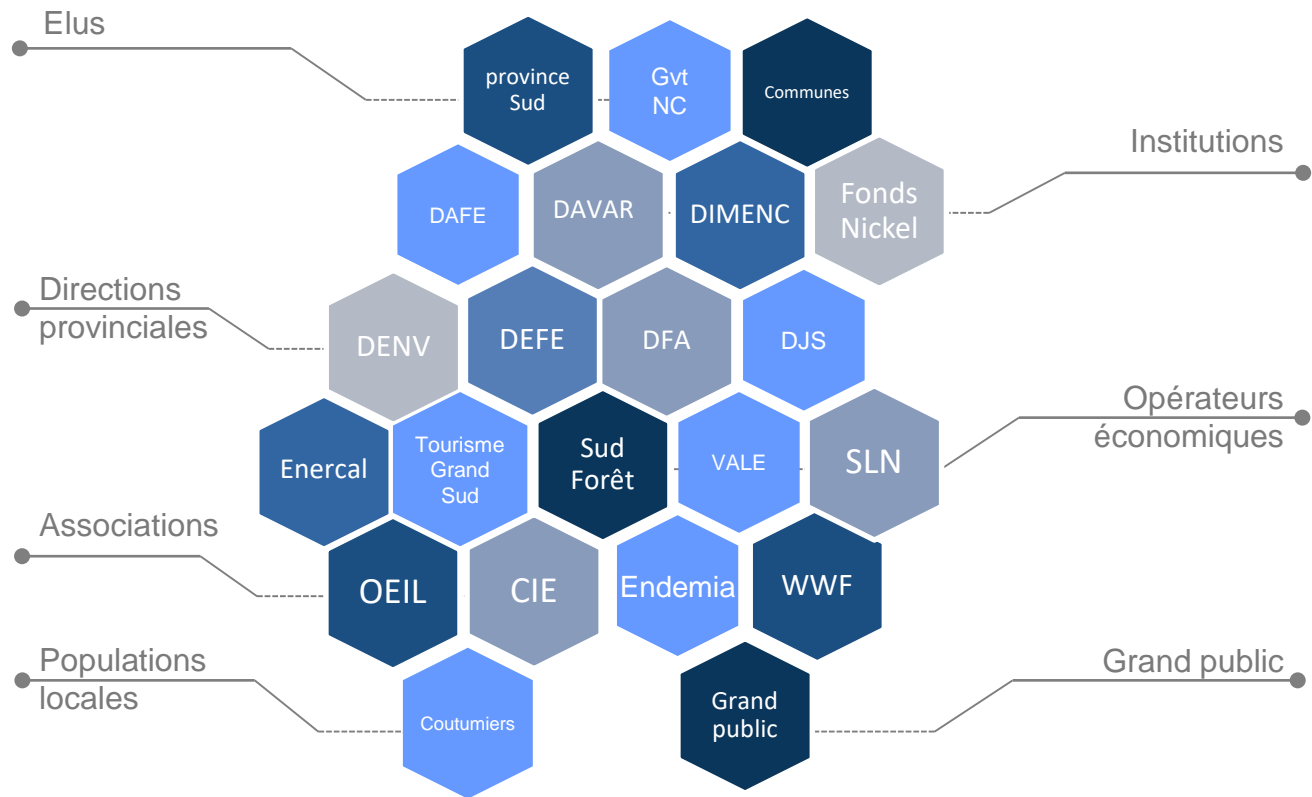 Elus
province
Sud
Gvt
NC
Communes
Institutions
DAFE
DAVAR
DIMENC
Fonds
Nickel
Directions
provinciales
DENV
DEFE
DFA
DJS
Opérateurs
économiques
Enercal
Tourisme
Grand
Sud
Sud
Forêt
VALE
SLN
Associations
OEIL
CIE
Endemia
WWF
Populations
locales
Coutumiers
Grand
public
Grand public